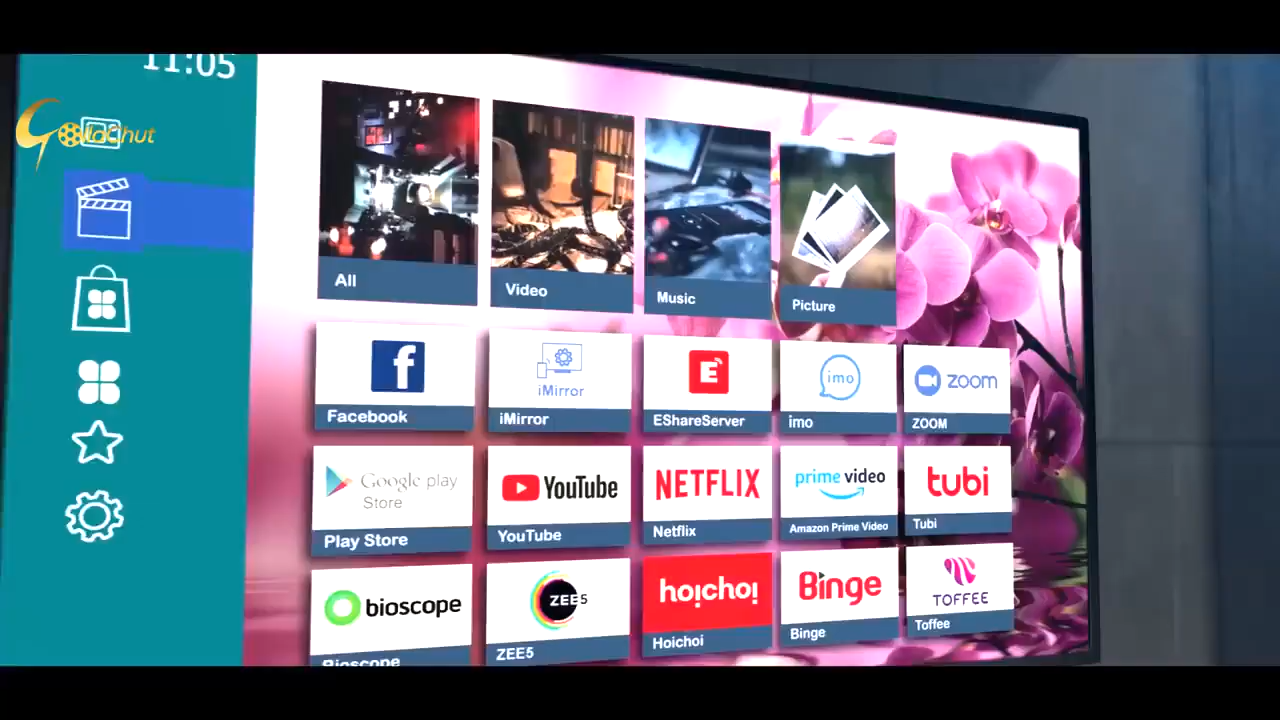 11:05
GollaChut
All
Video
Music
Picture
f
iMirror
E
imo
zoom
Facebook
iMirror
EShareServer
imo
ZOOM
Google play
Store
YouTube
NETFLIX
prime video
tubi
Play Store
YouTube
Netflix
Amazon Prime Video
Tubi
bioscope
ZEE5
hoichoi
Binge
TOFFEE
Bioscope
ZEE5
Hoichoi
Binge
Toffee